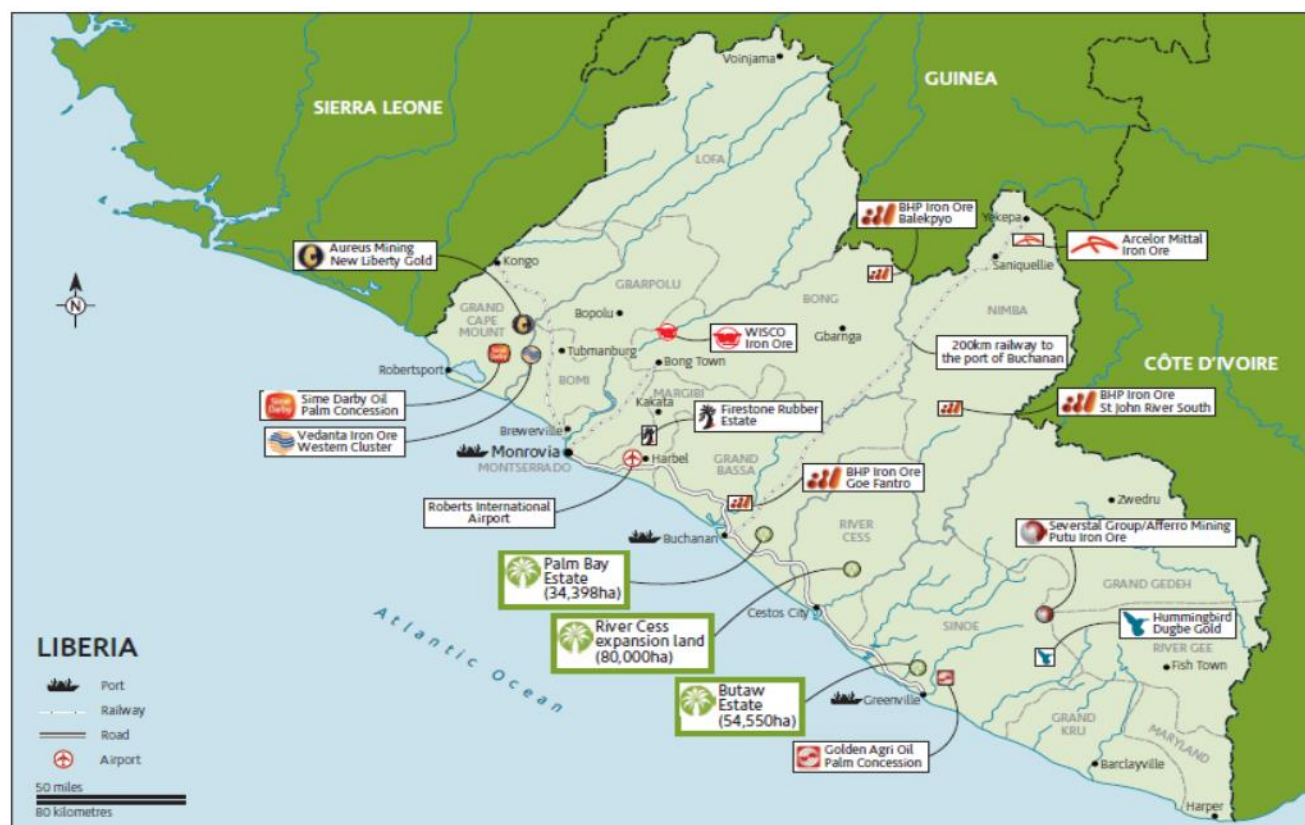 Voinjama
GUINEA
SIERRA LEONE
LOFA
BHP Iron Ore
Balekpyo
Yekepa
Aureus Mining
New Liberty Gold
Arcelor Mittal
Iron Ore
Kongo
Saniquellie
N
GBARPOLU
BONG
NIMBA
GRAND
CAPE
MOUNT
Bopolu
WISCO
Iron Ore
Gbarnga
200km railway to
the port of Buchanan
Tubmanburg
Bong Town
CÔTE D'IVOIRE
Robertsport
BOMI
MARGIBI
Sime
Darby
Sime Darby Oil
Palm Concession
Kakata
Firestone Rubber
Estate
BHP Iron Ore
St John River South
Brewerville
Vedanta Iron Ore
Western Cluster
Monrovia
MONTSERRADO
Harbel
GRAND
BASSA
BHP Iron Ore
Goe Fantro
Roberts International
Airport
Zwedru
RIVER
CESS
Severstal Group/Afferro Mining
Putu Iron Ore
Buchanan
Palm Bay
Estate
(34,398ha)
GRAND GEDEH
Cestos City
River Cess
expansion land
(80,000ha)
SINOE
Hummingbird
Dugbe Gold
RIVER GEE
Fish Town
Atlantic Ocean
Butaw
Estate
(54,550ha)
Greenville
GRAND
KRU
MARYLAND
Golden Agri Oil
Palm Concession
Barclayville
Harper
LIBERIA
Port
Railway
Road
Airport
50 miles
80 kilometres